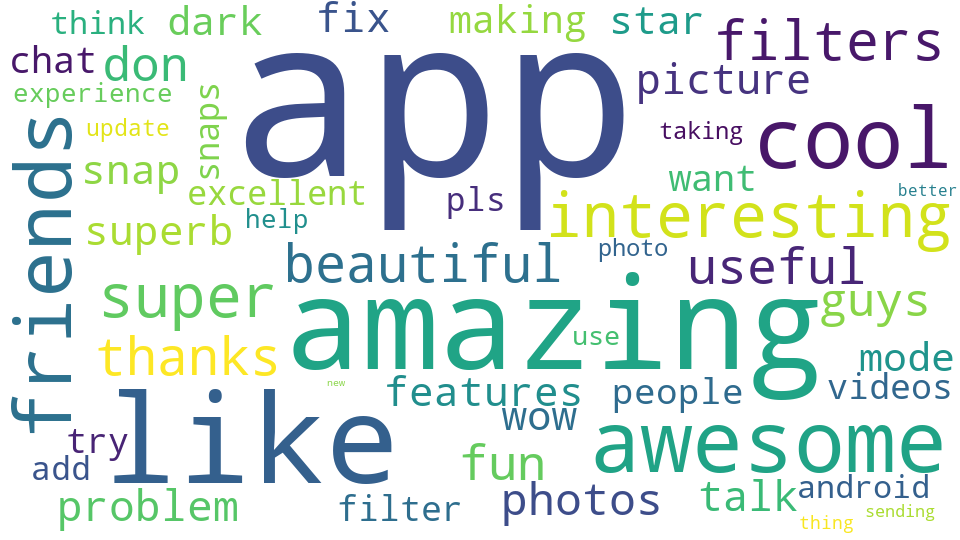 think
dark
fix
making
star
filters
chat
don
app
picture
experience
update
snaps
taking
cool
friends
snap
excellent
pls
want
better
superb
help
interesting
beautiful
photo
useful
super
amazing
guys
thanks
use
mode
new
features
people
videos
like
wow
awesome
try
add
fun
problem
filter
photos
talk
android
sending
thing